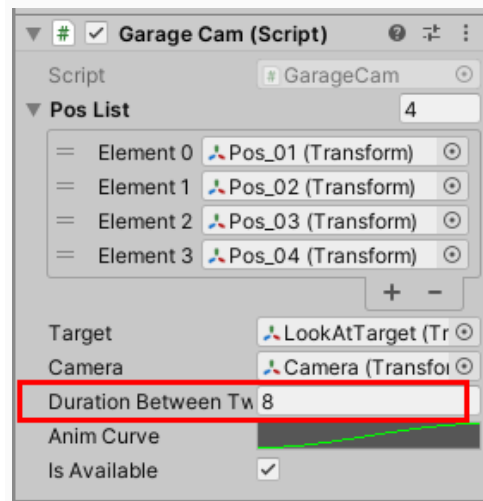 # Garage Cam (Script)
Script # GarageCam
Pos List 4
Element 0 Pos_01 (Transform)
Element 1 Pos_02 (Transform)
Element 2 Pos_03 (Transform)
Element 3 Pos_04 (Transform)
+ -
Target LookAtTarget (Tr
Camera Camera (Transfor
Duration Between Tw 8
Anim Curve
Is Available